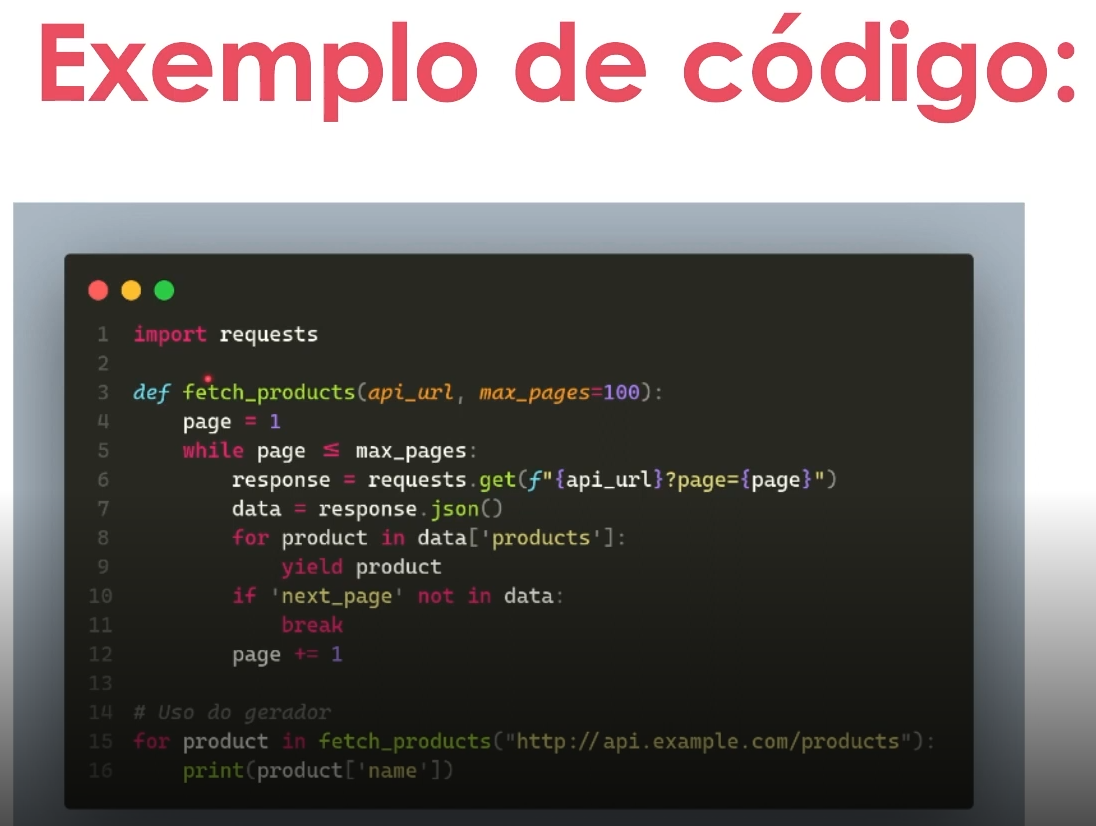 Exemplo de código:
1 import requests
2
3 def fetch_products(api_url, max_pages=100):
4     page = 1
5     while page ≤ max_pages:
6         response = requests.get(f"{api_url}?page={page}")
7         data = response.json()
8         for product in data['products']:
9             yield product
10         if 'next_page' not in data:
11             break
12         page += 1
13
14 # Uso do gerador
15 for product in fetch_products("http://api.example.com/products"):
16     print(product['name'])